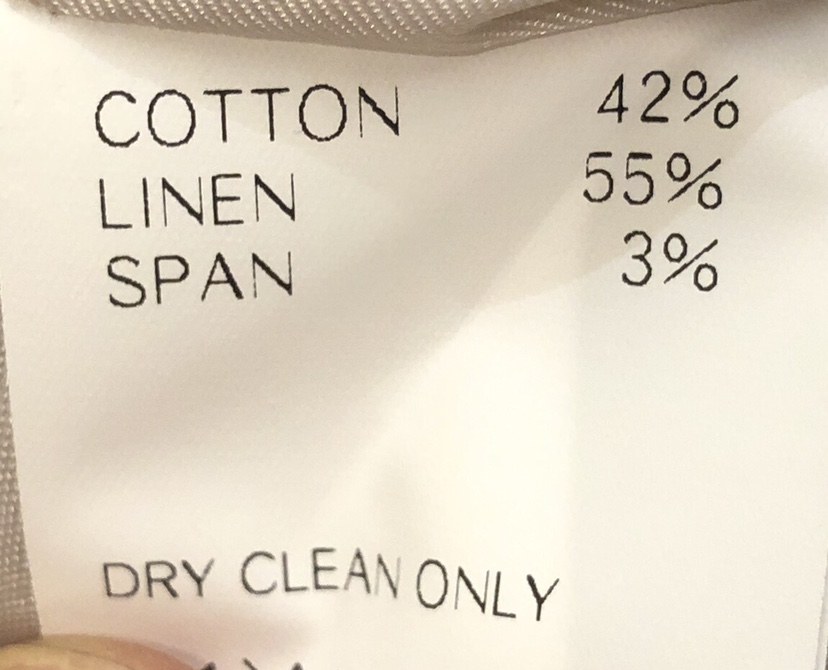 COTTON 42%
LINEN 55%
SPAN 3%
DRY CLEAN ONLY